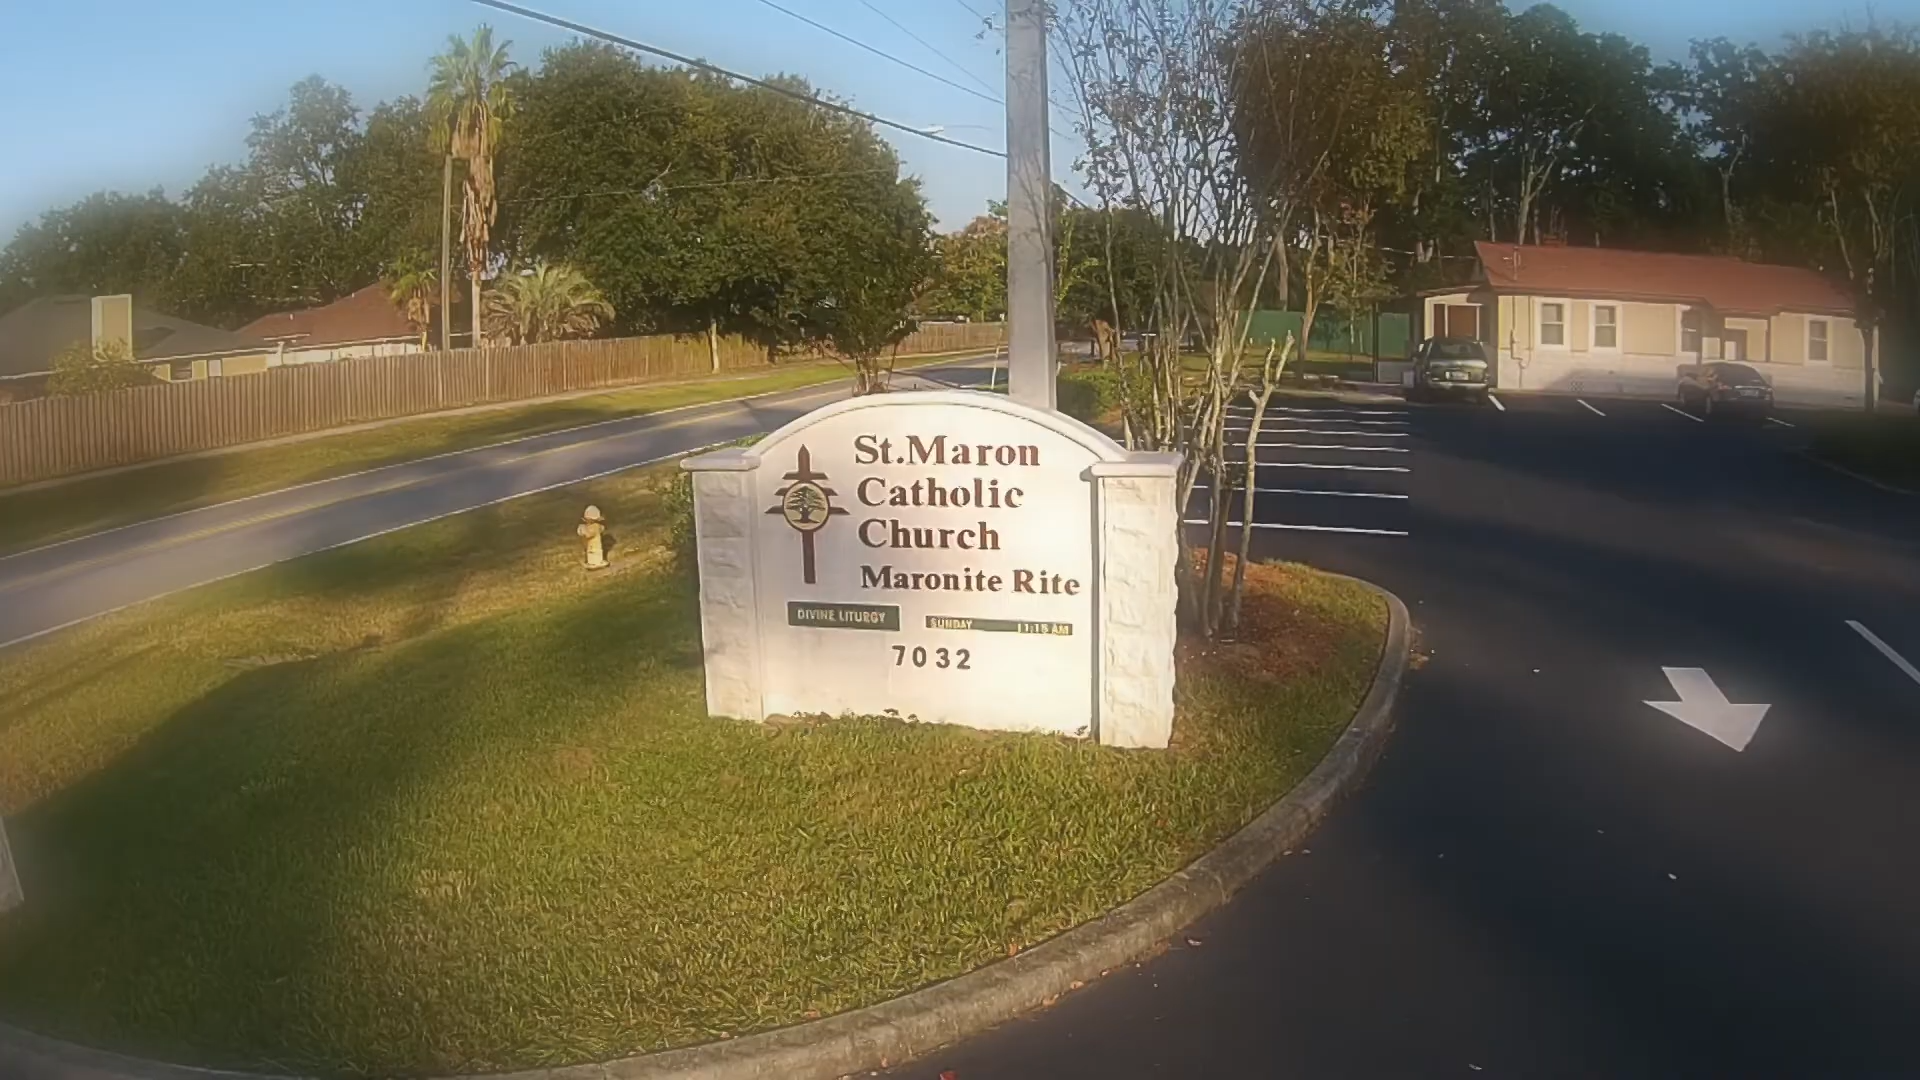 St. Maron
Catholic
Church
Maronite Rite
DIVINE LITURGY
SUNDAY 11:15 AM
7032